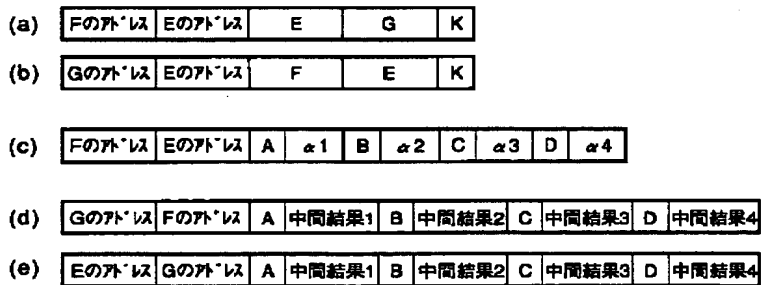 (a) Fのアドレス Eのアドレス E G K
(b) Gのアドレス Eのアドレス F E K
(c) Fのアドレス Eのアドレス A α1 B α2 C α3 D α4
(d) Gのアドレス Fのアドレス A 中間結果1 B 中間結果2 C 中間結果3 D 中間結果4
(e) Eのアドレス Gのアドレス A 中間結果1 B 中間結果2 C 中間結果3 D 中間結果4